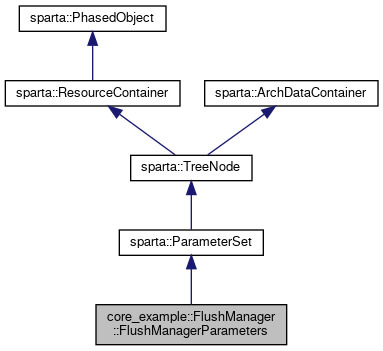 sparta::PhasedObject
sparta::ResourceContainer
sparta::ArchDataContainer
sparta::TreeNode
sparta::ParameterSet
core_example::FlushManager
::FlushManagerParameters